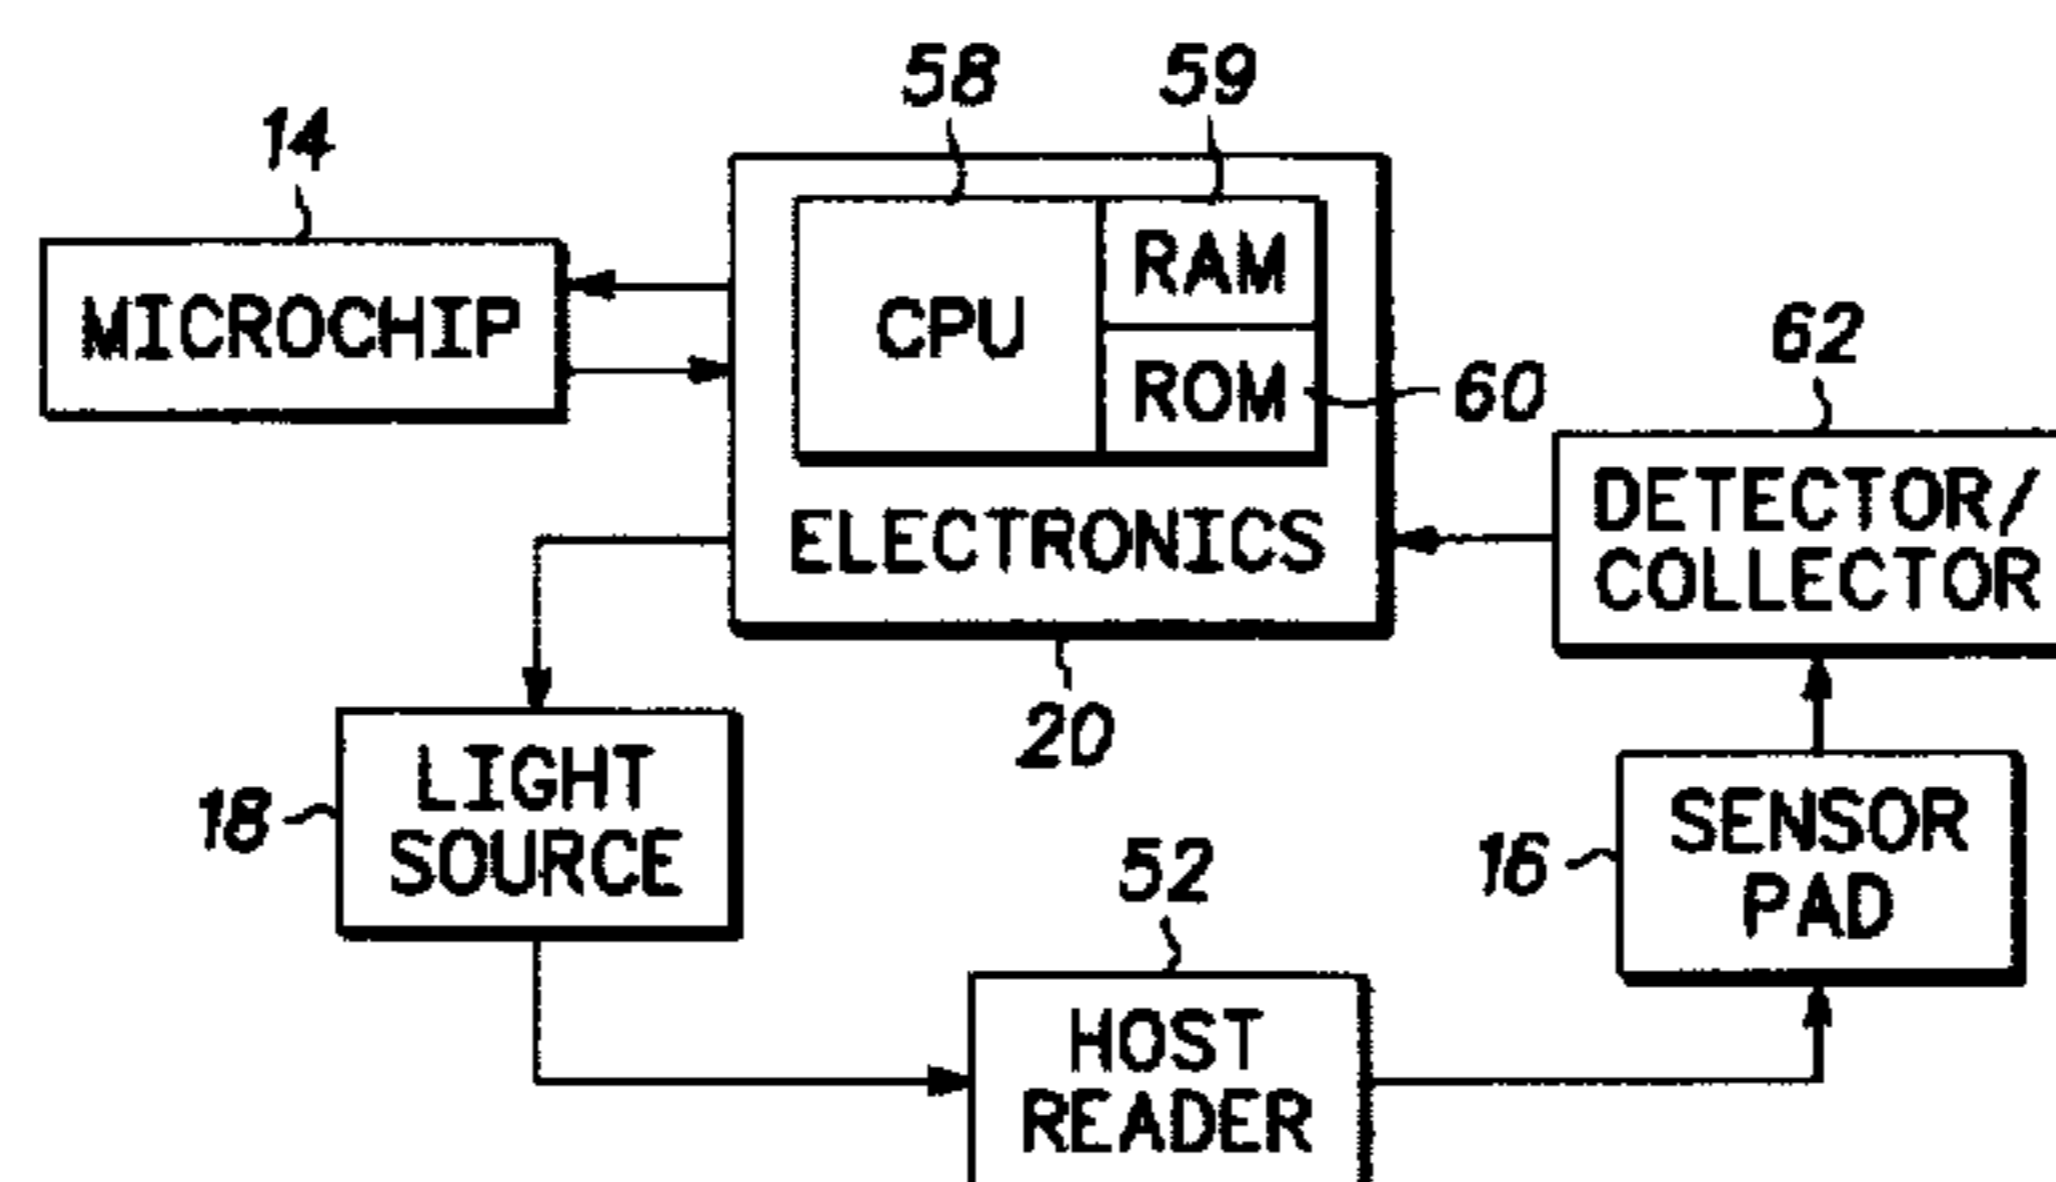 58
59
14
RAM
MICROCHIP
CPU
62
ROM
60
DETECTOR/
COLLECTOR
ELECTRONICS
20
LIGHT
SOURCE
18
52
SENSOR
PAD
16
HOST
READER